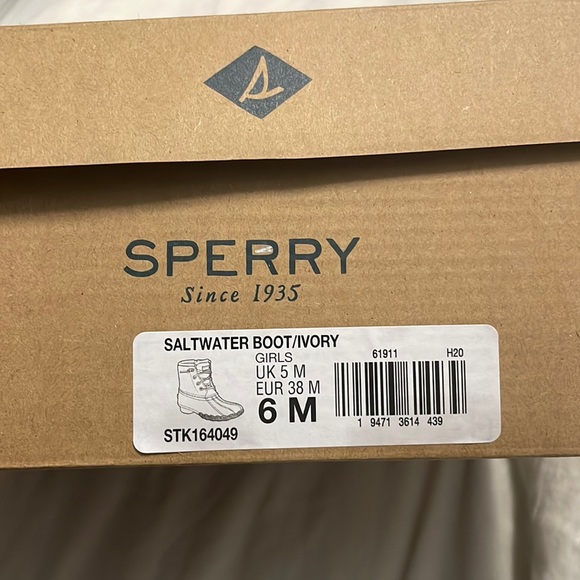 SPERRY
Since 1935
SALTWATER BOOT/IVORY
GIRLS
UK 5 M
EUR 38 M
6 M
STK164049
61911 H20
1 9471 3614 439